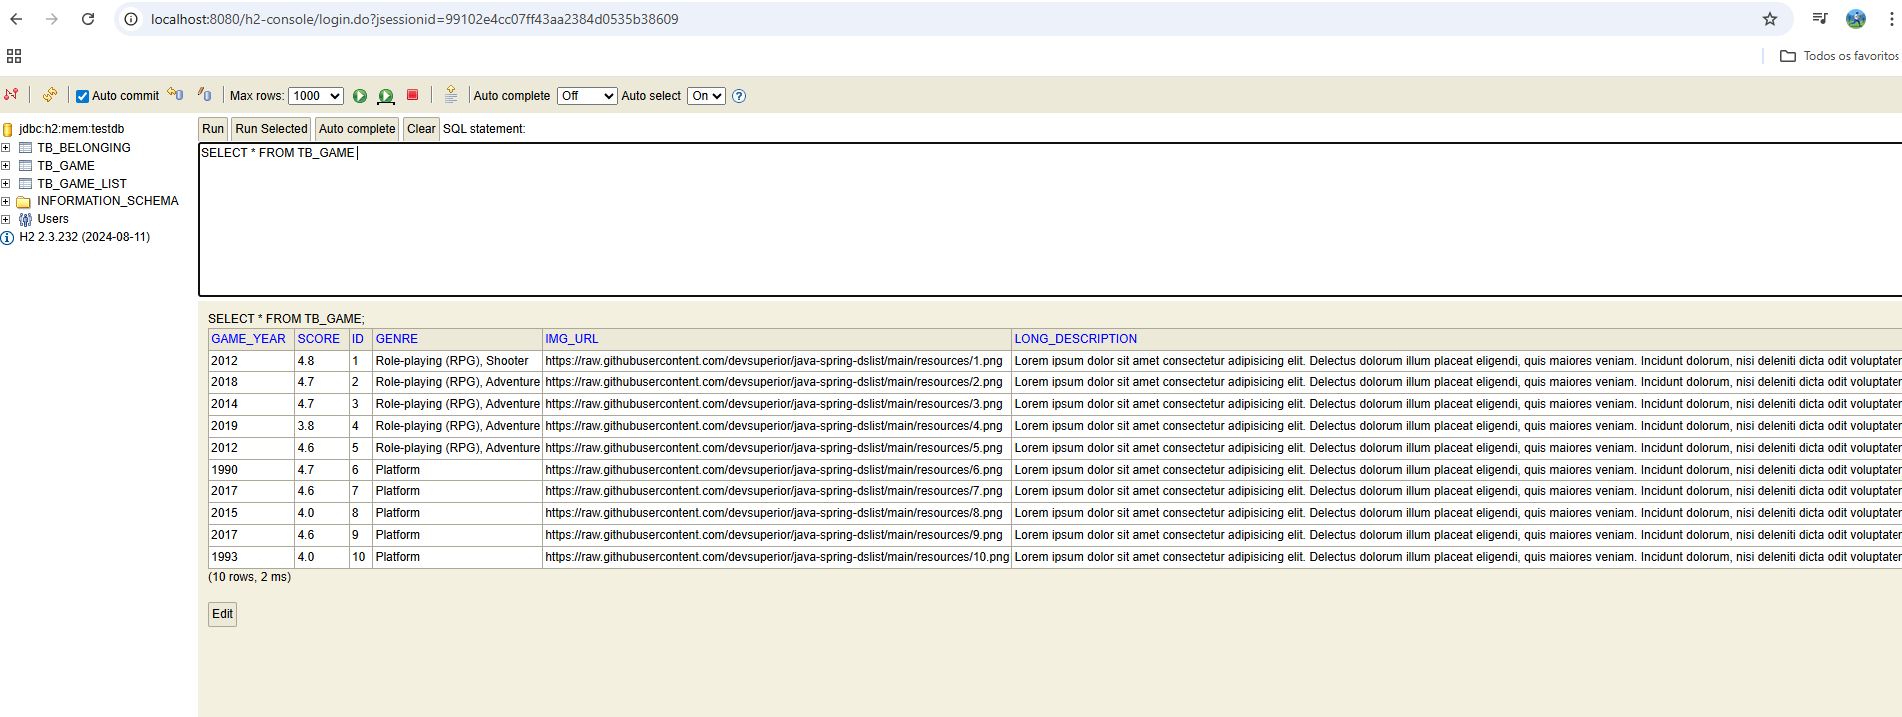 localhost:8080/h2-console/login.do?jsessionid=99102e4cc07ff43aa2384d0535b38609
Todos os favoritos
Auto commit Max rows: 1000 Auto complete Off Auto select On ?
jdbc:h2:mem:testdb
TB_BELONGING
TB_GAME
TB_GAME_LIST
INFORMATION_SCHEMA
Users
H2 2.3.232 (2024-08-11)
Run Run Selected Auto complete Clear SQL statement:
SELECT * FROM TB_GAME
SELECT * FROM TB_GAME;
GAME_YEAR SCORE ID GENRE IMG_URL LONG_DESCRIPTION
2012 4.8 1 Role-playing (RPG), Shooter https://raw.githubusercontent.com/devsuperior/java-spring-dslist/main/resources/1.png Lorem ipsum dolor sit amet consectetur adipisicing elit. Delectus dolorum illum placeat eligendi, quis maiores veniam. Incidunt dolorum, nisi deleniti dicta odit voluptater
2018 4.7 2 Role-playing (RPG), Adventure https://raw.githubusercontent.com/devsuperior/java-spring-dslist/main/resources/2.png Lorem ipsum dolor sit amet consectetur adipisicing elit. Delectus dolorum illum placeat eligendi, quis maiores veniam. Incidunt dolorum, nisi deleniti dicta odit voluptater
2014 4.7 3 Role-playing (RPG), Adventure https://raw.githubusercontent.com/devsuperior/java-spring-dslist/main/resources/3.png Lorem ipsum dolor sit amet consectetur adipisicing elit. Delectus dolorum illum placeat eligendi, quis maiores veniam. Incidunt dolorum, nisi deleniti dicta odit voluptater
2019 3.8 4 Role-playing (RPG), Adventure https://raw.githubusercontent.com/devsuperior/java-spring-dslist/main/resources/4.png Lorem ipsum dolor sit amet consectetur adipisicing elit. Delectus dolorum illum placeat eligendi, quis maiores veniam. Incidunt dolorum, nisi deleniti dicta odit voluptater
2012 4.6 5 Role-playing (RPG), Adventure https://raw.githubusercontent.com/devsuperior/java-spring-dslist/main/resources/5.png Lorem ipsum dolor sit amet consectetur adipisicing elit. Delectus dolorum illum placeat eligendi, quis maiores veniam. Incidunt dolorum, nisi deleniti dicta odit voluptater
1990 4.7 6 Platform https://raw.githubusercontent.com/devsuperior/java-spring-dslist/main/resources/6.png Lorem ipsum dolor sit amet consectetur adipisicing elit. Delectus dolorum illum placeat eligendi, quis maiores veniam. Incidunt dolorum, nisi deleniti dicta odit voluptater
2017 4.6 7 Platform https://raw.githubusercontent.com/devsuperior/java-spring-dslist/main/resources/7.png Lorem ipsum dolor sit amet consectetur adipisicing elit. Delectus dolorum illum placeat eligendi, quis maiores veniam. Incidunt dolorum, nisi deleniti dicta odit voluptater
2015 4.0 8 Platform https://raw.githubusercontent.com/devsuperior/java-spring-dslist/main/resources/8.png Lorem ipsum dolor sit amet consectetur adipisicing elit. Delectus dolorum illum placeat eligendi, quis maiores veniam. Incidunt dolorum, nisi deleniti dicta odit voluptater
2017 4.6 9 Platform https://raw.githubusercontent.com/devsuperior/java-spring-dslist/main/resources/9.png Lorem ipsum dolor sit amet consectetur adipisicing elit. Delectus dolorum illum placeat eligendi, quis maiores veniam. Incidunt dolorum, nisi deleniti dicta odit voluptater
1993 4.0 10 Platform https://raw.githubusercontent.com/devsuperior/java-spring-dslist/main/resources/10.png Lorem ipsum dolor sit amet consectetur adipisicing elit. Delectus dolorum illum placeat eligendi, quis maiores veniam. Incidunt dolorum, nisi deleniti dicta odit voluptater
(10 rows, 2 ms)
Edit